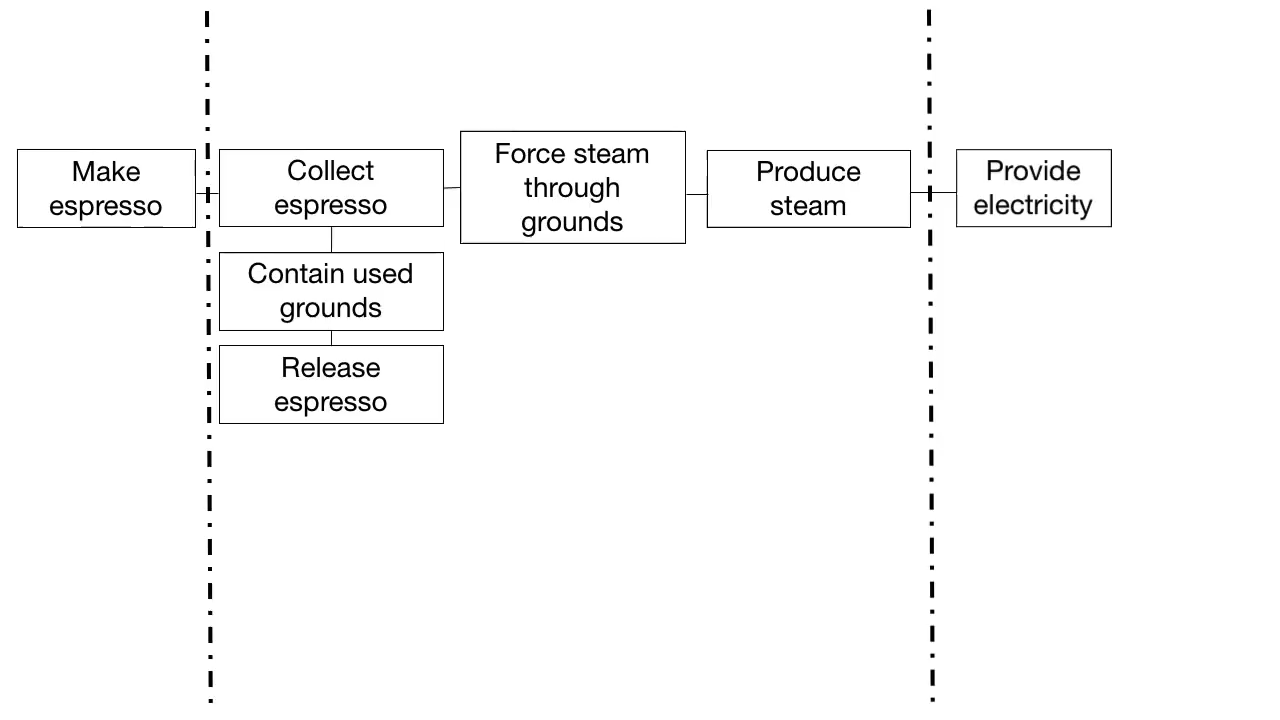 Make
espresso
Collect
espresso
Force steam
through
grounds
Produce
steam
Provide
electricity
Contain used
grounds
Release
espresso